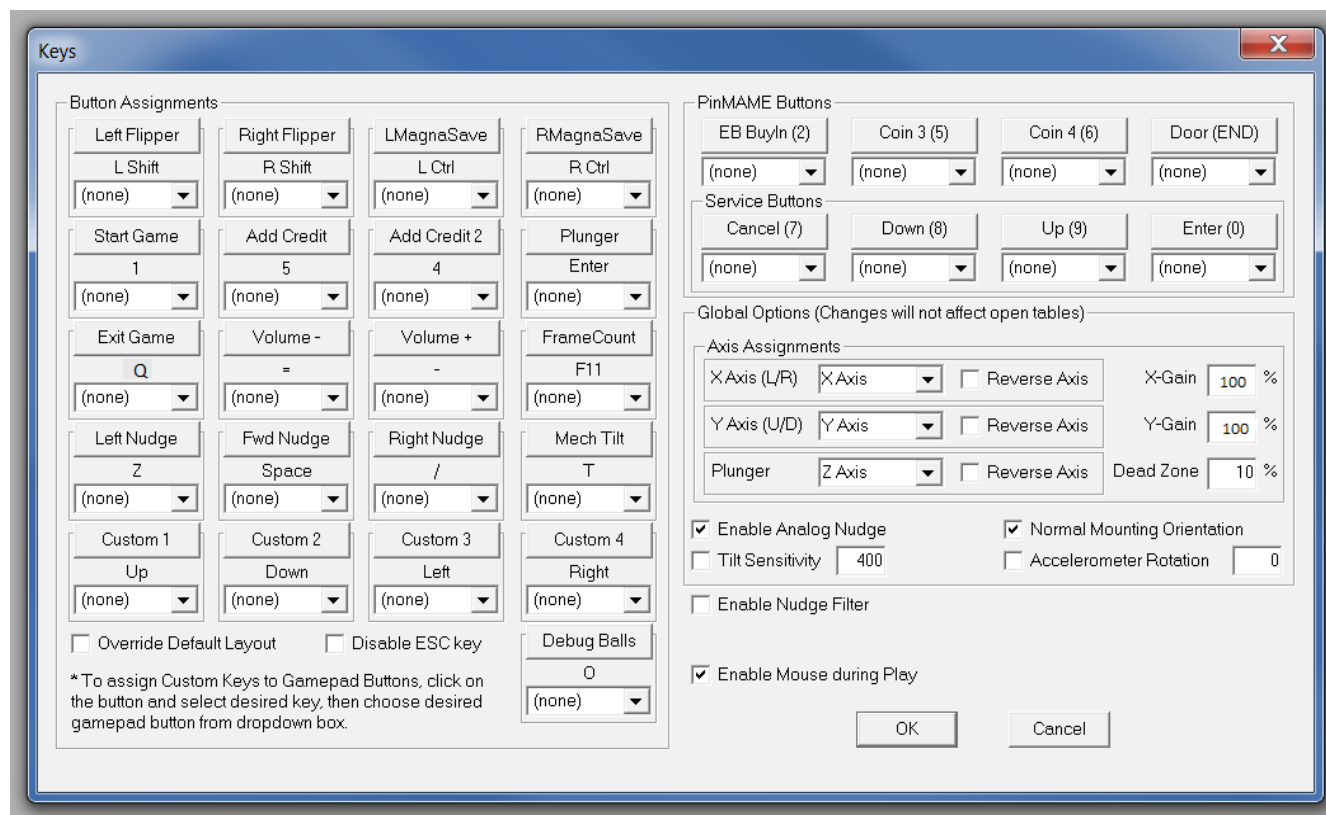 Keys
X
Button Assignments
Left Flipper Right Flipper LMagnaSave RMagnaSave
L Shift R Shift L Ctrl R Ctrl
(none) (none) (none) (none)
Start Game Add Credit Add Credit 2 Plunger
1 5 4 Enter
(none) (none) (none) (none)
Exit Game Volume - Volume + FrameCount
Q = - F11
(none) (none) (none) (none)
Left Nudge Fwd Nudge Right Nudge Mech Tilt
Z Space / T
(none) (none) (none) (none)
Custom 1 Custom 2 Custom 3 Custom 4
Up Down Left Right
(none) (none) (none) (none)
Override Default Layout Disable ESC key Debug Balls
O
(none)
* To assign Custom Keys to Gamepad Buttons, click on
the button and select desired key, then choose desired
gamepad button from dropdown box.
PinMAME Buttons
EB BuyIn (2) Coin 3 (5) Coin 4 (6) Door (END)
(none) (none) (none) (none)
Service Buttons
Cancel (7) Down (8) Up (9) Enter (0)
(none) (none) (none) (none)
Global Options (Changes will not affect open tables)
Axis Assignments
X Axis (L/R) X Axis Reverse Axis X-Gain 100 %
Y Axis (U/D) Y Axis Reverse Axis Y-Gain 100 %
Plunger Z Axis Reverse Axis Dead Zone 10 %
Enable Analog Nudge Normal Mounting Orientation
Tilt Sensitivity 400 Accelerometer Rotation 0
Enable Nudge Filter
Enable Mouse during Play
OK Cancel